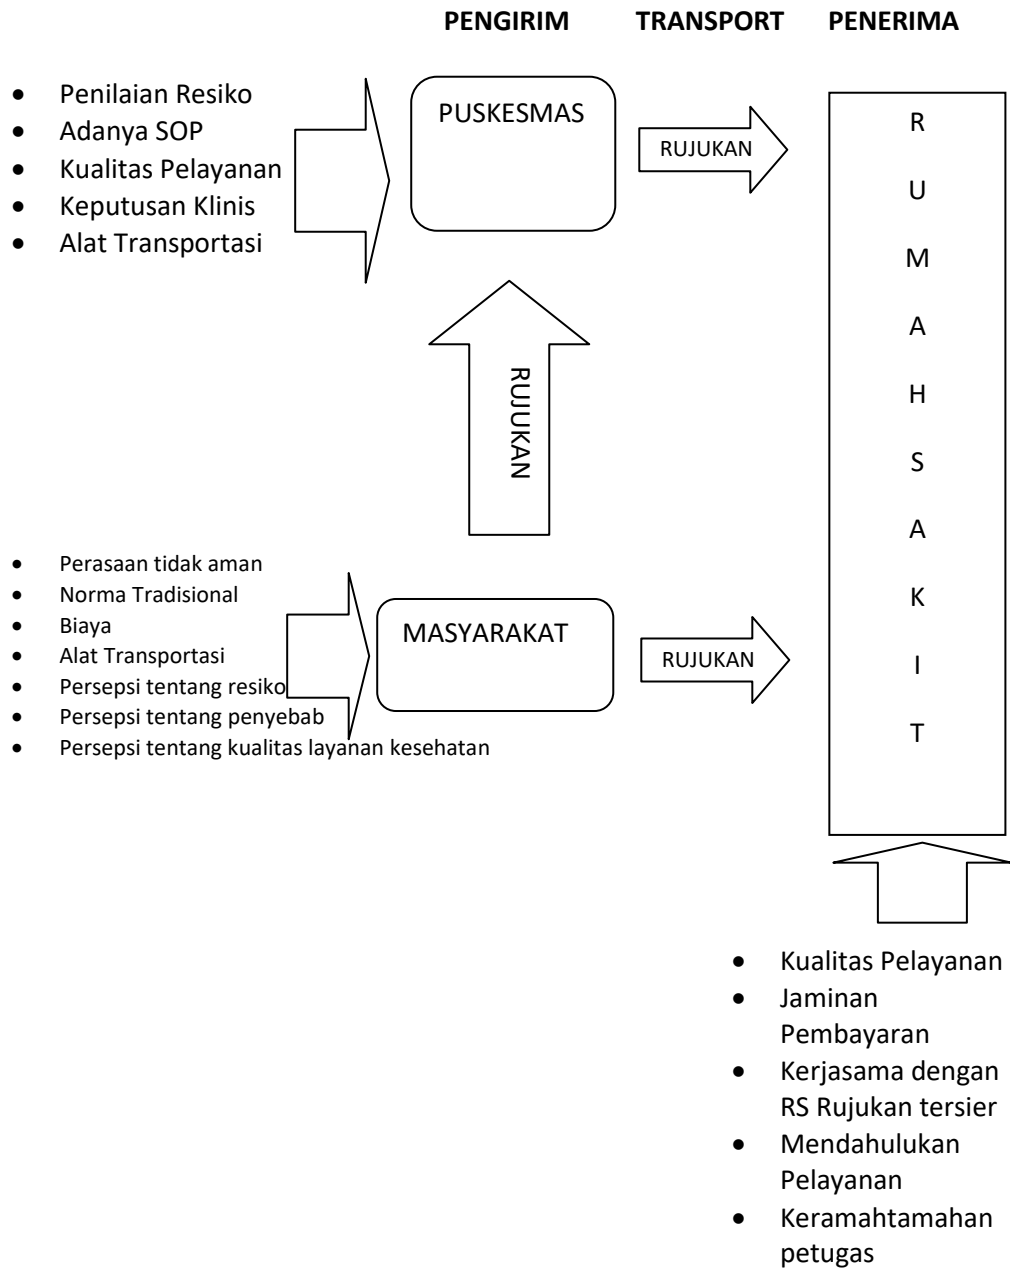 PENGIRIM TRANSPORT PENERIMA
• Penilaian Resiko
• Adanya SOP
• Kualitas Pelayanan
• Keputusan Klinis
• Alat Transportasi
PUSKESMAS
RUJUKAN
R
U
M
A
H
S
A
K
I
T
RUJUKAN
• Perasaan tidak aman
• Norma Tradisional
• Biaya
• Alat Transportasi
• Persepsi tentang resiko
• Persepsi tentang penyebab
• Persepsi tentang kualitas layanan kesehatan
MASYARAKAT
RUJUKAN
• Kualitas Pelayanan
• Jaminan
Pembayaran
• Kerjasama dengan
RS Rujukan tersier
• Mendahulukan
Pelayanan
• Keramahtamahan
petugas